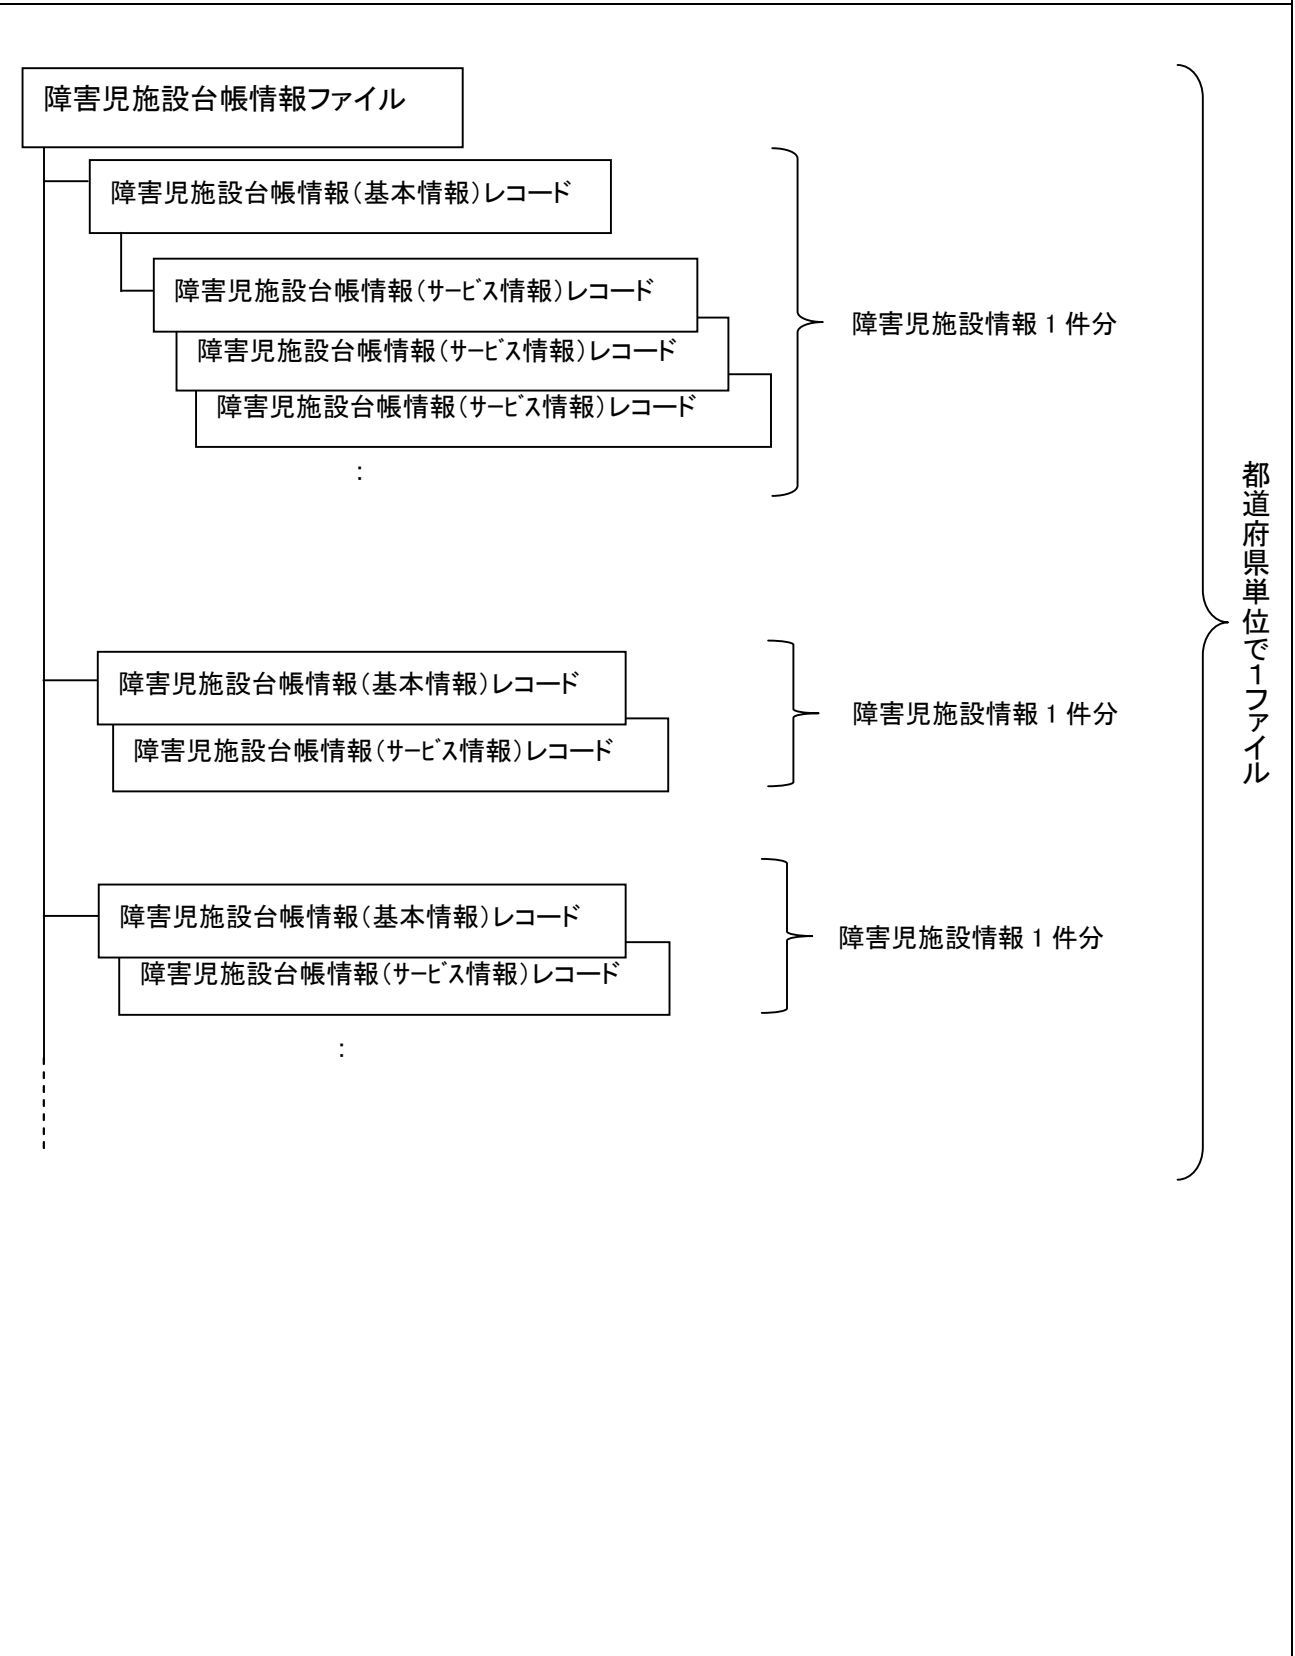 障害児施設台帳情報ファイル
障害児施設台帳情報（基本情報）レコード
障害児施設台帳情報（ｻｰﾋﾞｽ情報）レコード
障害児施設台帳情報（ｻｰﾋﾞｽ情報）レコード
障害児施設台帳情報（ｻｰﾋﾞｽ情報）レコード
：
障害児施設情報 1 件分
障害児施設台帳情報（基本情報）レコード
障害児施設台帳情報（ｻｰﾋﾞｽ情報）レコード
障害児施設情報 1 件分
障害児施設台帳情報（基本情報）レコード
障害児施設台帳情報（ｻｰﾋﾞｽ情報）レコード
：
障害児施設情報 1 件分
都道府県単位で１ファイル